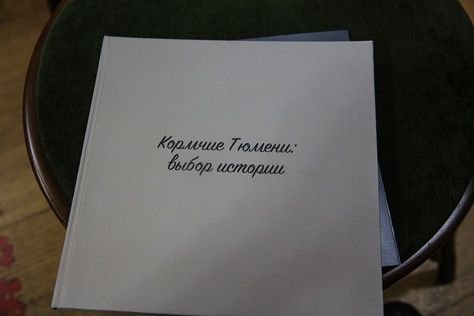 Кормчие Тюмени:
выбор истории